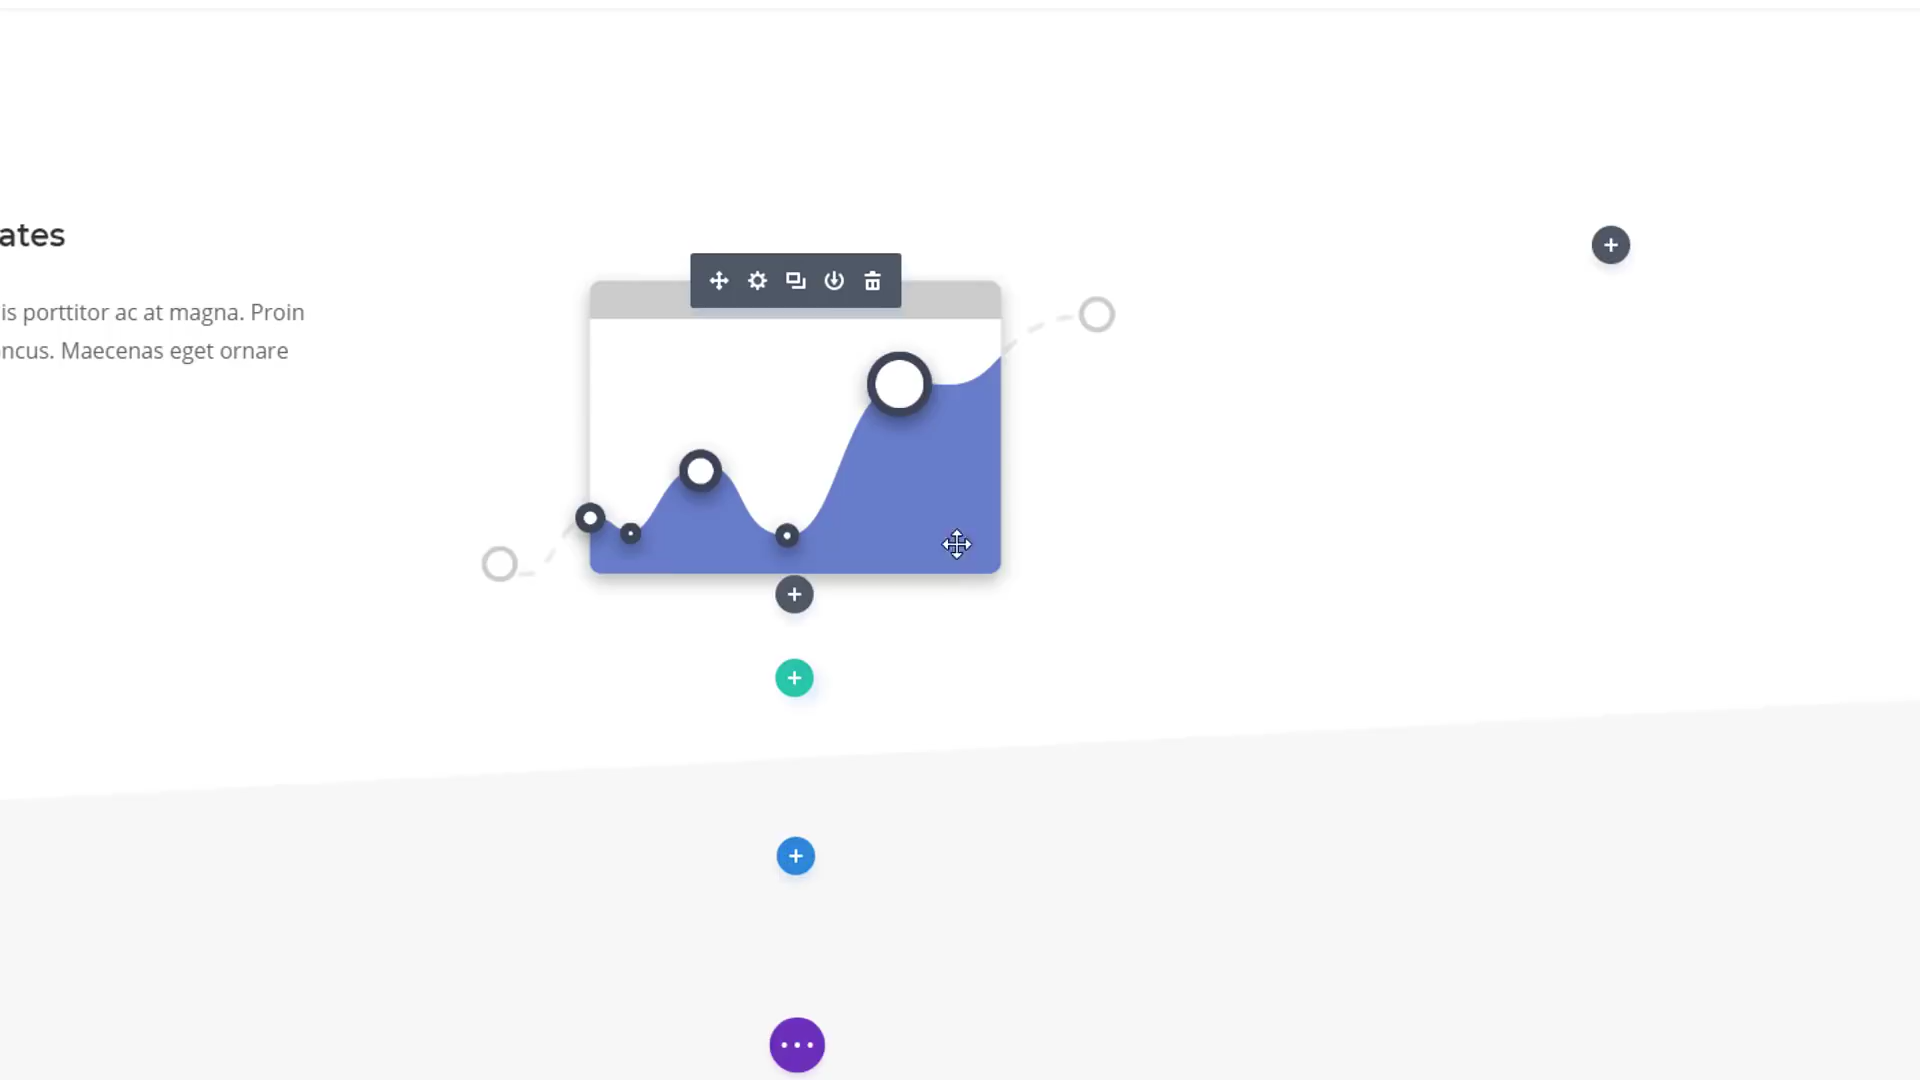 ates
is porttitor ac at magna. Proin
ncus. Maecenas eget ornare